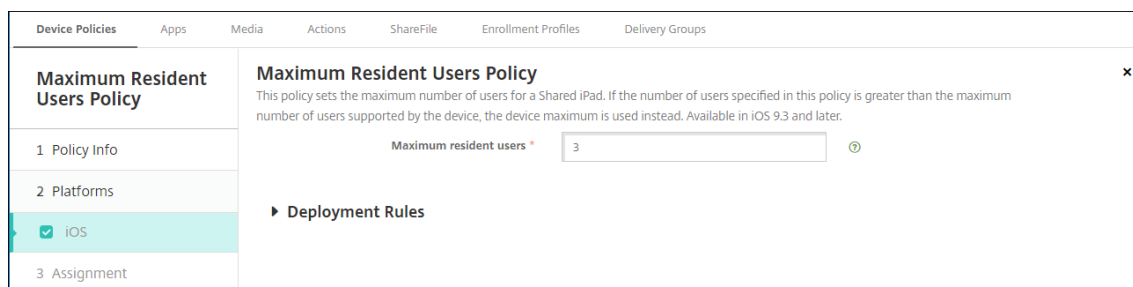 Device Policies Apps Media Actions ShareFile Enrollment Profiles Delivery Groups
Maximum Resident
Users Policy
1 Policy Info
2 Platforms
iOS
3 Assignment
Maximum Resident Users Policy
This policy sets the maximum number of users for a Shared iPad. If the number of users specified in this policy is greater than the maximum
number of users supported by the device, the device maximum is used instead. Available in iOS 9.3 and later.
Maximum resident users * 3 ?
Deployment Rules